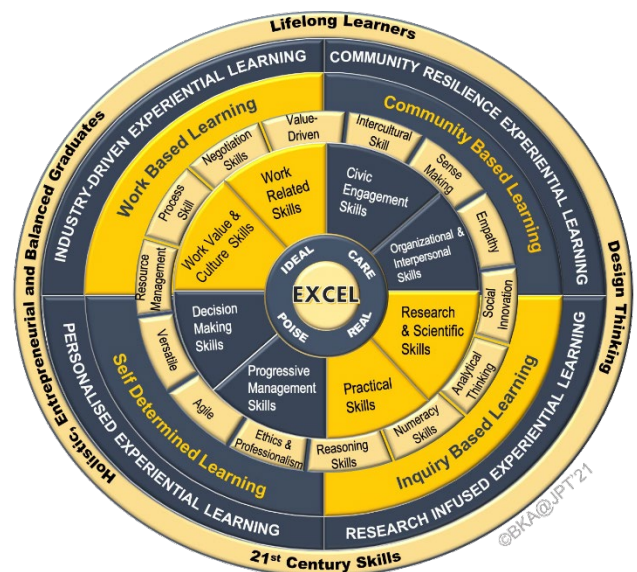 Lifelong Learners
Design Thinking
21st Century Skills
Holistic, Entrepreneurial and Balanced Graduates
INDUSTRY-DRIVEN EXPERIENTIAL LEARNING
COMMUNITY RESILIENCE EXPERIENTIAL LEARNING
RESEARCH INFUSED EXPERIENTIAL LEARNING
PERSONALISED EXPERIENTIAL LEARNING
Work Based Learning
Community Based Learning
Inquiry Based Learning
Self Determined Learning
Resource
Management
Process
Skill
Negotiation
Skills
Value-
Driven
Intercultural
Skill
Sense
Making
Empathy
Social
Innovation
Analytical
Thinking
Numeracy
Skills
Reasoning
Skills
Ethics &
Professionalism
Agile
Versatile
Work Value &
Culture Skills
Work
Related
Skills
Civic
Engagement
Skills
Organizational &
Interpersonal
Skills
Research
& Scientific
Skills
Practical
Skills
Progressive
Management
Skills
Decision
Making
Skills
IDEAL
CARE
REAL
POISE
EXCEL
©BKA@JPT'21